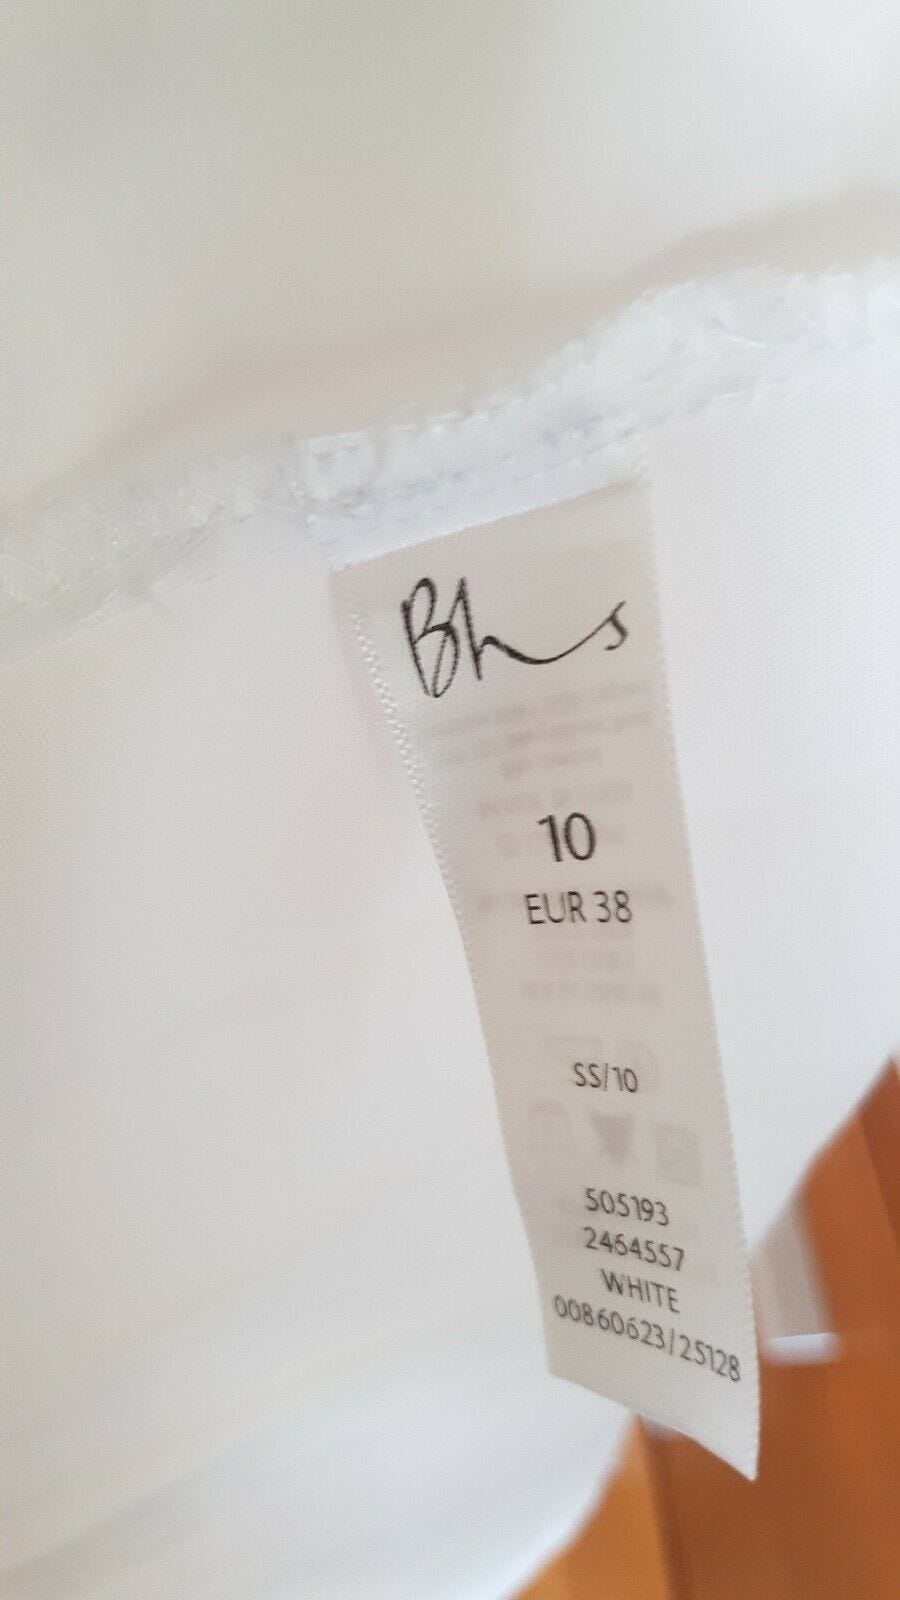 Bhs
10
EUR 38
SS/10
505193
2464557
WHITE
00860623/25128